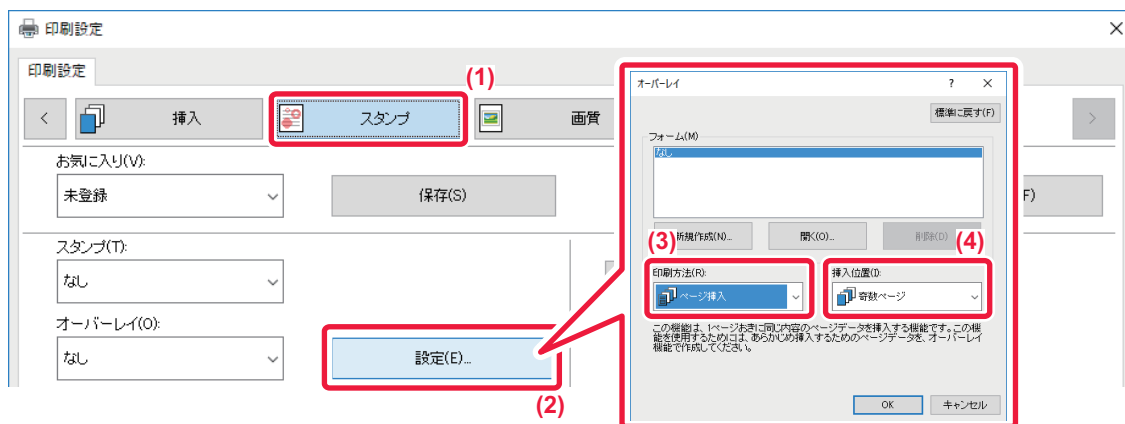 印刷設定
印刷設定
(1)
挿入
スタンプ
画質
お気に入り(V):
未登録
保存(S)
F)
スタンプ(T):
なし
オーバーレイ(O):
なし
設定(E)...
(2)
オーバーレイ
? ×
標準に戻す(F)
フォーム(M)
なし
新規作成(N)...
開く(O)...
削除(D)
(3)
(4)
印刷方法(R):
ページ挿入
挿入位置(I):
奇数ページ
この機能は、1ページおきに同じ内容のページデータを挿入する機能です。この機
能を使用するためには、あらかじめ挿入するためのページデータを、オーバーレイ
機能で作成してください。
OK
キャンセル